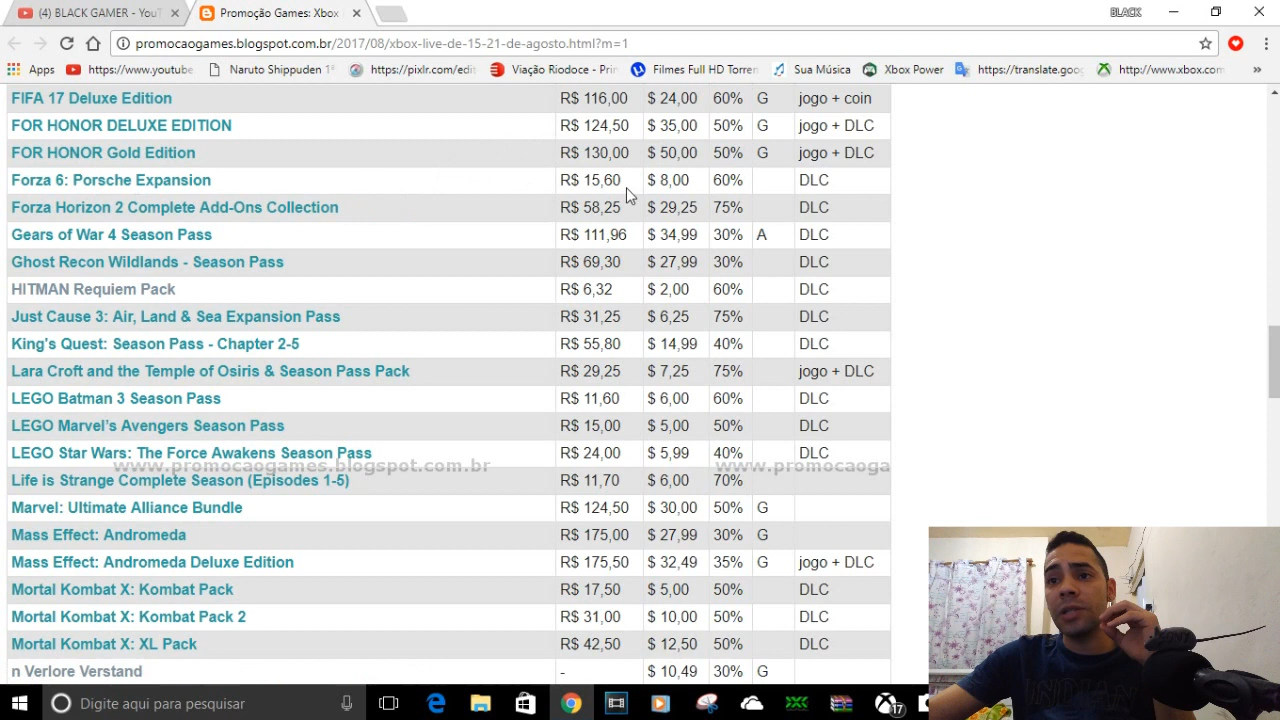 (4) BLACK GAMER - YouT
Promoção Games: Xbox
BLACK
promocaogames.blogspot.com.br/2017/08/xbox-live-de-15-21-de-agosto.html?m=1
Apps https://www.youtube Naruto Shippuden 1ª https://pixlr.com/edit Viação Riodoce - Prin Filmes Full HD Torren Sua Música Xbox Power https://translate.goog http://www.xbox.com »
FIFA 17 Deluxe Edition R$ 116,00 $ 24,00 60% G jogo + coin
FOR HONOR DELUXE EDITION R$ 124,50 $ 35,00 50% G jogo + DLC
FOR HONOR Gold Edition R$ 130,00 $ 50,00 50% G jogo + DLC
Forza 6: Porsche Expansion R$ 15,60 $ 8,00 60% DLC
Forza Horizon 2 Complete Add-Ons Collection R$ 58,25 $ 29,25 75% DLC
Gears of War 4 Season Pass R$ 111,96 $ 34,99 30% A DLC
Ghost Recon Wildlands - Season Pass R$ 69,30 $ 27,99 30% DLC
HITMAN Requiem Pack R$ 6,32 $ 2,00 60% DLC
Just Cause 3: Air, Land & Sea Expansion Pass R$ 31,25 $ 6,25 75% DLC
King's Quest: Season Pass - Chapter 2-5 R$ 55,80 $ 14,99 40% DLC
Lara Croft and the Temple of Osiris & Season Pass Pack R$ 29,25 $ 7,25 75% jogo + DLC
LEGO Batman 3 Season Pass R$ 11,60 $ 6,00 60% DLC
LEGO Marvel’s Avengers Season Pass R$ 15,00 $ 5,00 50% DLC
LEGO Star Wars: The Force Awakens Season Pass R$ 24,00 $ 5,99 40% DLC
www.promocaogames.blogspot.com.br www.promocaoga
Life is Strange Complete Season (Episodes 1-5) R$ 11,70 $ 6,00 70%
Marvel: Ultimate Alliance Bundle R$ 124,50 $ 30,00 50% G
Mass Effect: Andromeda R$ 175,00 $ 27,99 30% G
Mass Effect: Andromeda Deluxe Edition R$ 175,50 $ 32,49 35% G jogo + DLC
Mortal Kombat X: Kombat Pack R$ 17,50 $ 5,00 50% DLC
Mortal Kombat X: Kombat Pack 2 R$ 31,00 $ 10,00 50% DLC
Mortal Kombat X: XL Pack R$ 42,50 $ 12,50 50% DLC
n Verlore Verstand - $ 10,49 30% G
Digite aqui para pesquisar
17